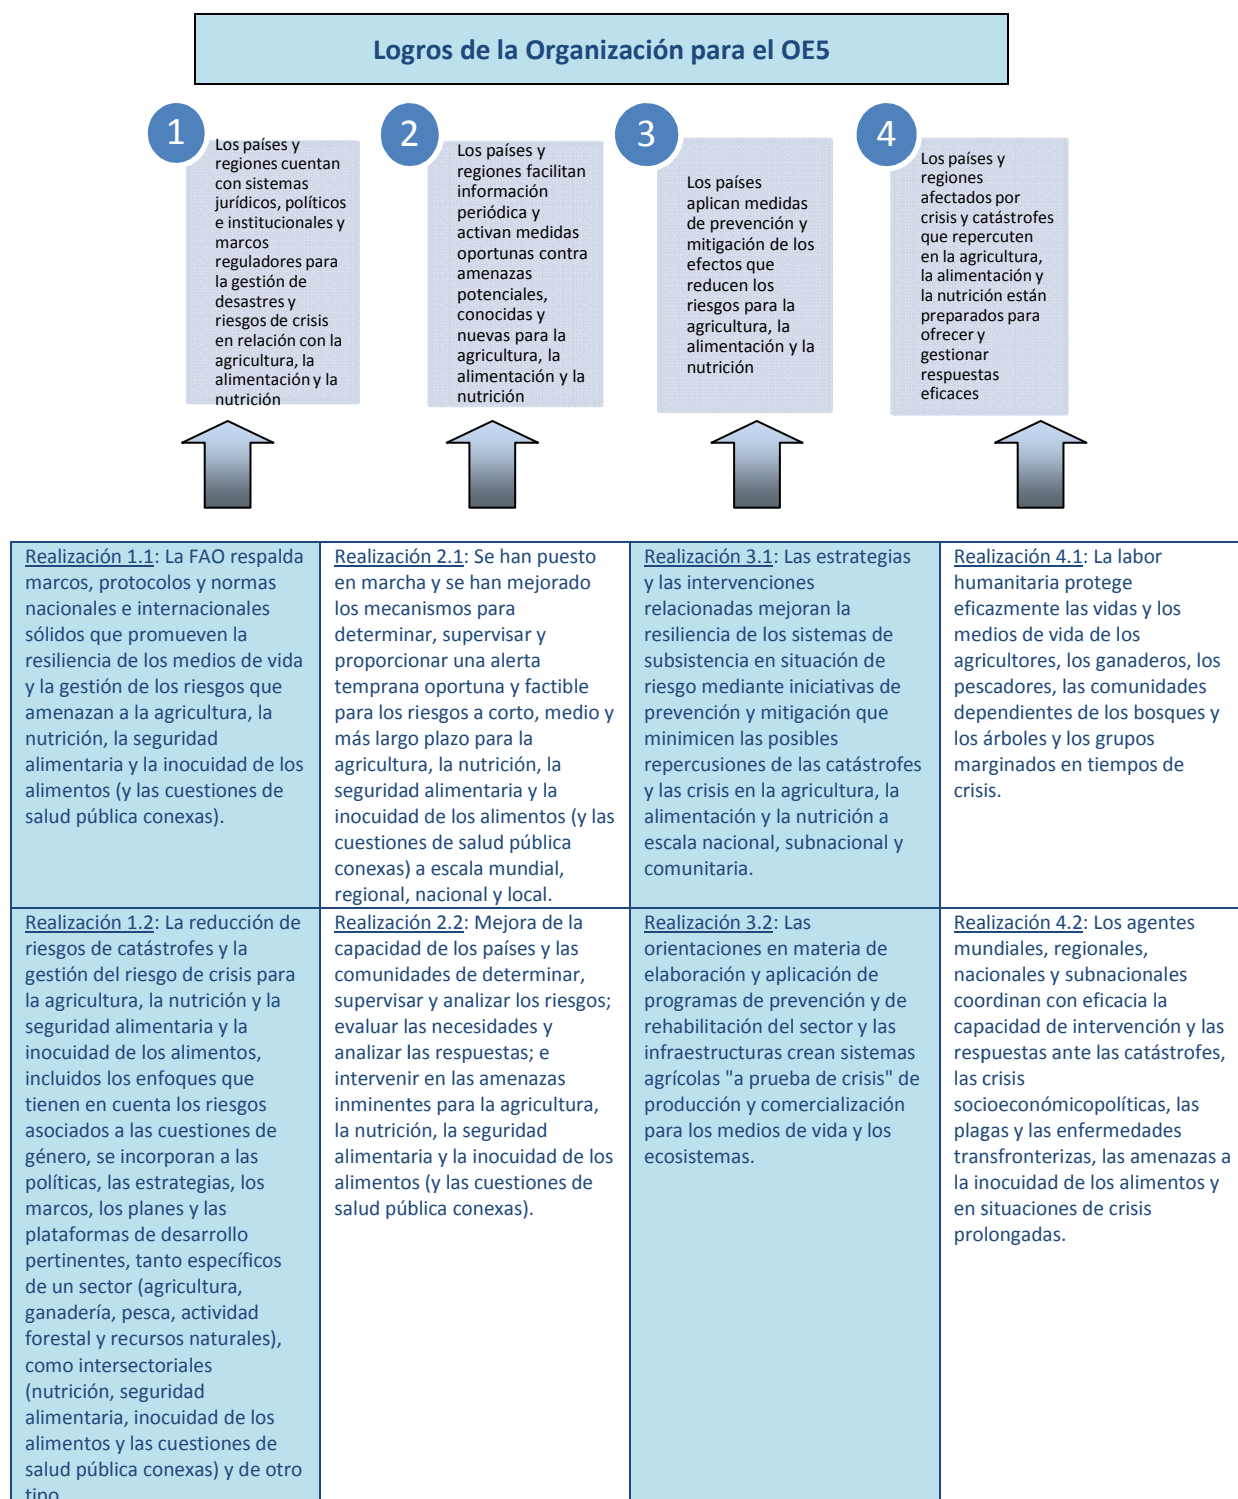 Logros de la Organización para el OE5
1
Los países y
regiones cuentan
con sistemas
jurídicos, políticos
e institucionales y
marcos
reguladores para
la gestión de
desastres y
riesgos de crisis
en relación con la
agricultura, la
alimentación y la
nutrición
2
Los países y
regiones facilitan
información
periódica y
activan medidas
oportunas contra
amenazas
potenciales,
conocidas y
nuevas para la
agricultura, la
alimentación y la
nutrición
3
Los países
aplican medidas
de prevención y
mitigación de los
efectos que
reducen los
riesgos para la
agricultura, la
alimentación y la
nutrición
4
Los países y
regiones
afectados por
crisis y catástrofes
que repercuten
en la agricultura,
la alimentación y
la nutrición están
preparados para
ofrecer y
gestionar
respuestas
eficaces
Realización 1.1: La FAO respalda
marcos, protocolos y normas
nacionales e internacionales
sólidos que promueven la
resiliencia de los medios de vida
y la gestión de los riesgos que
amenazan a la agricultura, la
nutrición, la seguridad
alimentaria y la inocuidad de los
alimentos (y las cuestiones de
salud pública conexas).
Realización 2.1: Se han puesto
en marcha y se han mejorado
los mecanismos para
determinar, supervisar y
proporcionar una alerta
temprana oportuna y factible
para los riesgos a corto, medio y
más largo plazo para la
agricultura, la nutrición, la
seguridad alimentaria y la
inocuidad de los alimentos (y las
cuestiones de salud pública
conexas) a escala mundial,
regional, nacional y local.
Realización 3.1: Las estrategias
y las intervenciones
relacionadas mejoran la
resiliencia de los sistemas de
subsistencia en situación de
riesgo mediante iniciativas de
prevención y mitigación que
minimicen las posibles
repercusiones de las catástrofes
y las crisis en la agricultura, la
alimentación y la nutrición a
escala nacional, subnacional y
comunitaria.
Realización 4.1: La labor
humanitaria protege
eficazmente las vidas y los
medios de vida de los
agricultores, los ganaderos, los
pescadores, las comunidades
dependientes de los bosques y
los árboles y los grupos
marginados en tiempos de
crisis.
Realización 1.2: La reducción de
riesgos de catástrofes y la
gestión del riesgo de crisis para
la agricultura, la nutrición y la
seguridad alimentaria y la
inocuidad de los alimentos,
incluidos los enfoques que
tienen en cuenta los riesgos
asociados a las cuestiones de
género, se incorporan a las
políticas, las estrategias, los
marcos, los planes y las
plataformas de desarrollo
pertinentes, tanto específicos
de un sector (agricultura,
ganadería, pesca, actividad
forestal y recursos naturales),
como intersectoriales
(nutrición, seguridad
alimentaria, inocuidad de los
alimentos y las cuestiones de
salud pública conexas) y de otro
tipo
Realización 2.2: Mejora de la
capacidad de los países y las
comunidades de determinar,
supervisar y analizar los riesgos;
evaluar las necesidades y
analizar las respuestas; e
intervenir en las amenazas
inminentes para la agricultura,
la nutrición, la seguridad
alimentaria y la inocuidad de los
alimentos (y las cuestiones de
salud pública conexas).
Realización 3.2: Las
orientaciones en materia de
elaboración y aplicación de
programas de prevención y de
rehabilitación del sector y las
infraestructuras crean sistemas
agrícolas "a prueba de crisis" de
producción y comercialización
para los medios de vida y los
ecosistemas.
Realización 4.2: Los agentes
mundiales, regionales,
nacionales y subnacionales
coordinan con eficacia la
capacidad de intervención y las
respuestas ante las catástrofes,
las crisis
socioeconómicopolíticas, las
plagas y las enfermedades
transfronterizas, las amenazas a
la inocuidad de los alimentos y
en situaciones de crisis
prolongadas.